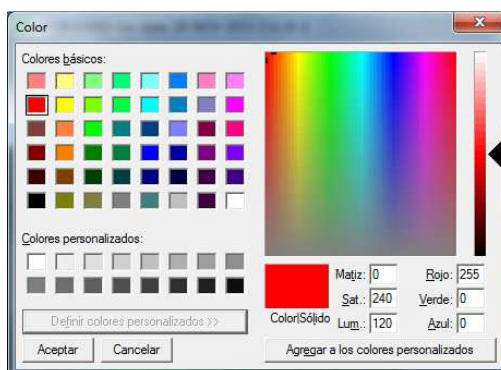 Color
Colores básicos:
Colores personalizados:
Definir colores personalizados >>
Aceptar Cancelar
Color|Sólido
Matiz: 0 Rojo: 255
Sat.: 240 Verde: 0
Lum.: 120 Azul: 0
Agregar a los colores personalizados